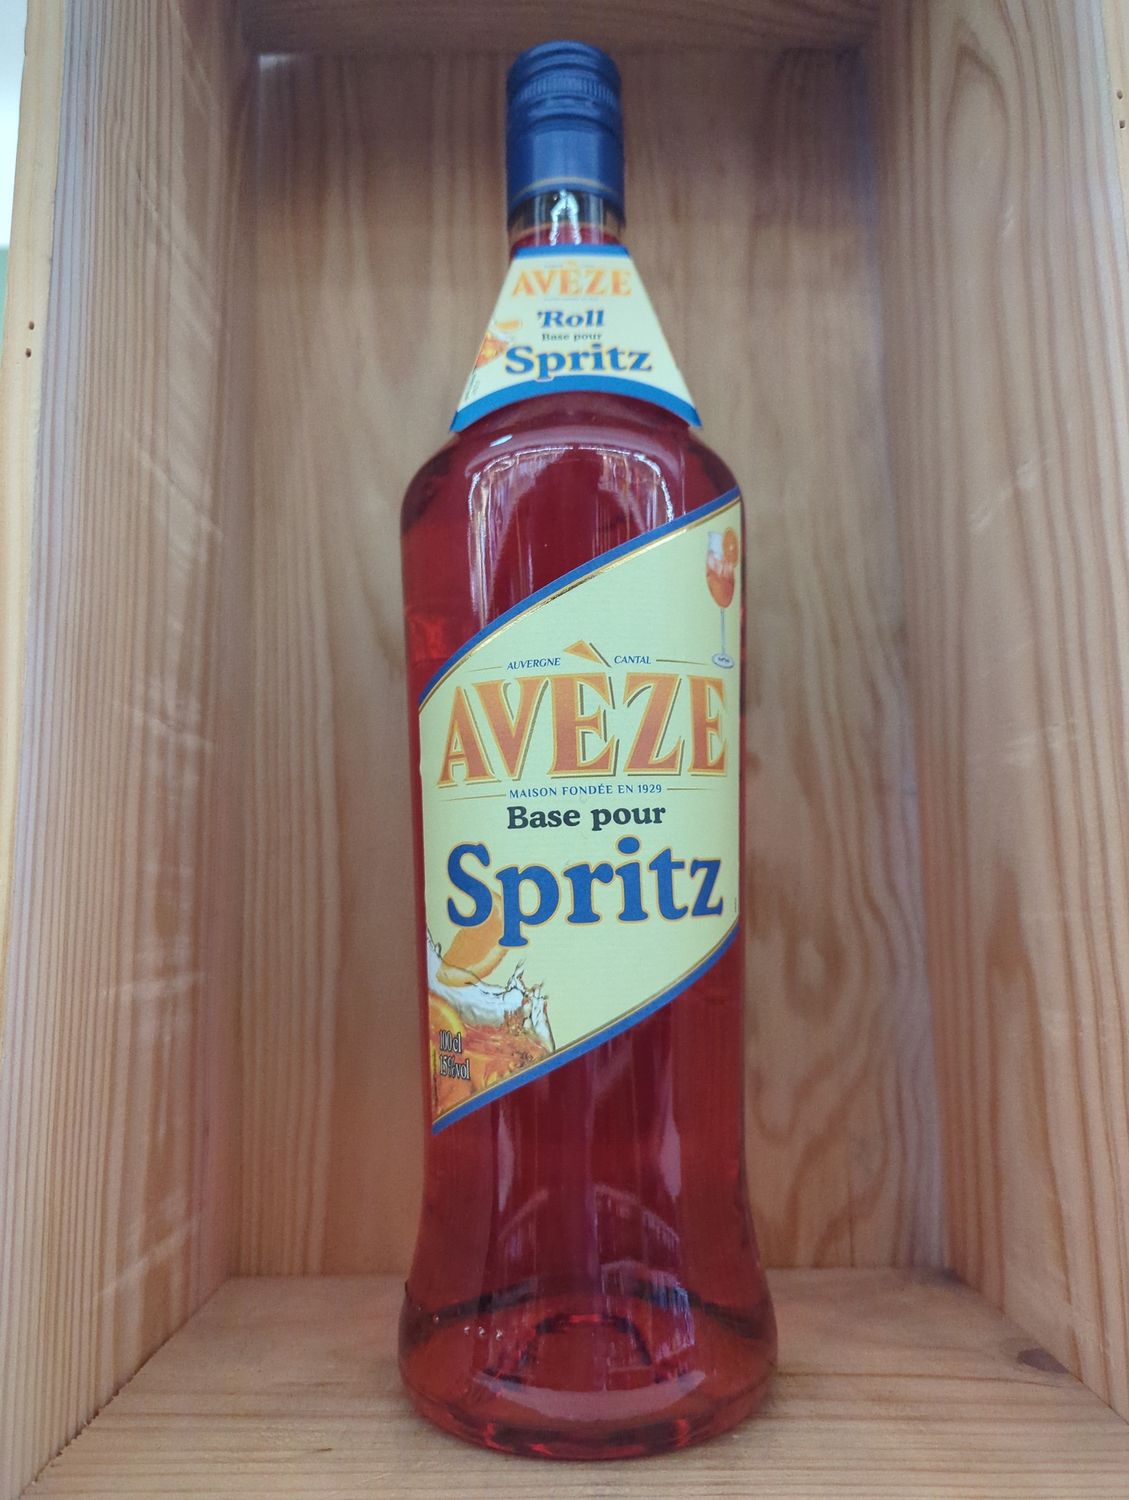 AVÈZE
'Roll
Base pour
Spritz
AUVERGNE CANTAL
AVÈZE
MAISON FONDÉE EN 1929
Base pour
Spritz
100cl
15%vol